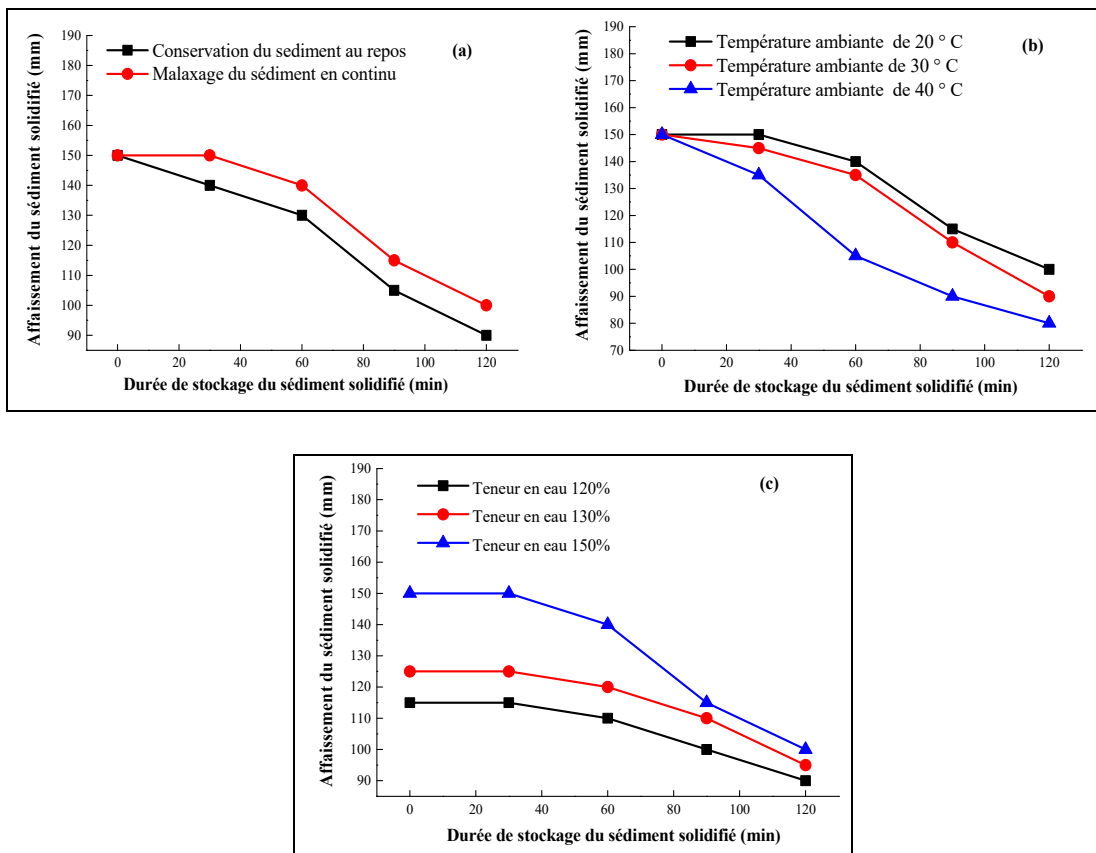 190
180
170
160
150
140
130
120
110
100
90
0 20 40 60 80 100 120
Affaissement du sédiment solidifié (mm)
Durée de stockage du sédiment solidifié (min)
Conservation du sediment au repos
Malaxage du sédiment en continu
(a)
190
180
170
160
150
140
130
120
110
100
90
80
70
0 20 40 60 80 100 120
Affaissement du sédiment solidifié (mm)
Durée de stockage du sédiment solidifié (min)
Température ambiante de 20 ° C
Température ambiante de 30 ° C
Température ambiante de 40 ° C
(b)
190
180
170
160
150
140
130
120
110
100
90
0 20 40 60 80 100 120
Affaissement du sédiment solidifié (mm)
Durée de stockage du sédiment solidifié (min)
Teneur en eau 120%
Teneur en eau 130%
Teneur en eau 150%
(c)